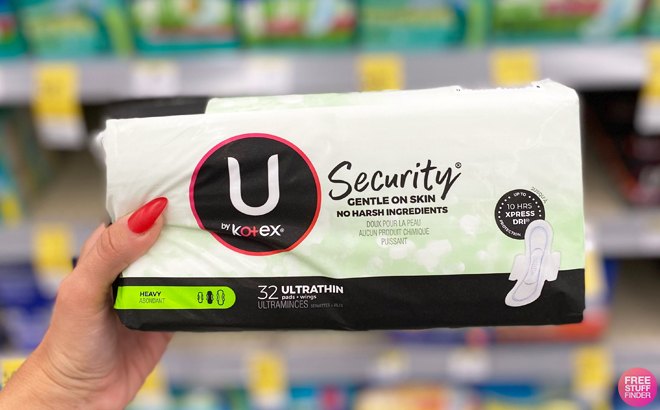 U
by Kotex®
Security®
GENTLE ON SKIN
NO HARSH INGREDIENTS
DOUX POUR LA PEAU
AUCUN PRODUIT CHIMIQUE
PUISSANT
UP TO
10 HRS
XPRESS
DRI
PROTECTION
HEAVY
ABONDANT
32 ULTRATHIN
pads + wings
ULTRAMINCES
FREE
STUFF
FINDER